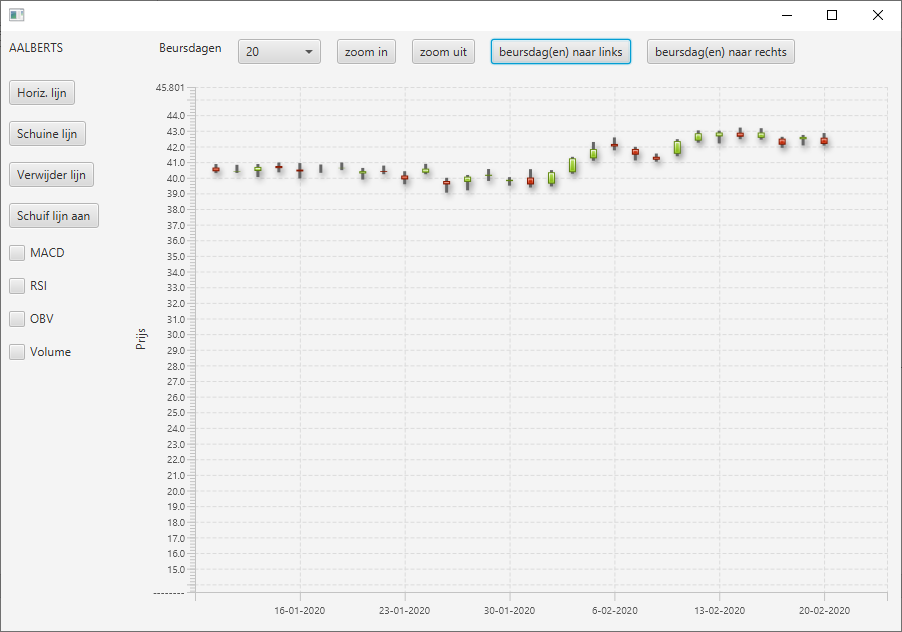 AALBERTS
Beursdagen
20
zoom in
zoom uit
beursdag(en) naar links
beursdag(en) naar rechts
Horiz. lijn
Schuine lijn
Verwijder lijn
Schuif lijn aan
MACD
RSI
OBV
Volume
Prijs
45.801
44.0
43.0
42.0
41.0
40.0
39.0
38.0
37.0
36.0
35.0
34.0
33.0
32.0
31.0
30.0
29.0
28.0
27.0
26.0
25.0
24.0
23.0
22.0
21.0
20.0
19.0
18.0
17.0
16.0
15.0
16-01-2020
23-01-2020
30-01-2020
6-02-2020
13-02-2020
20-02-2020